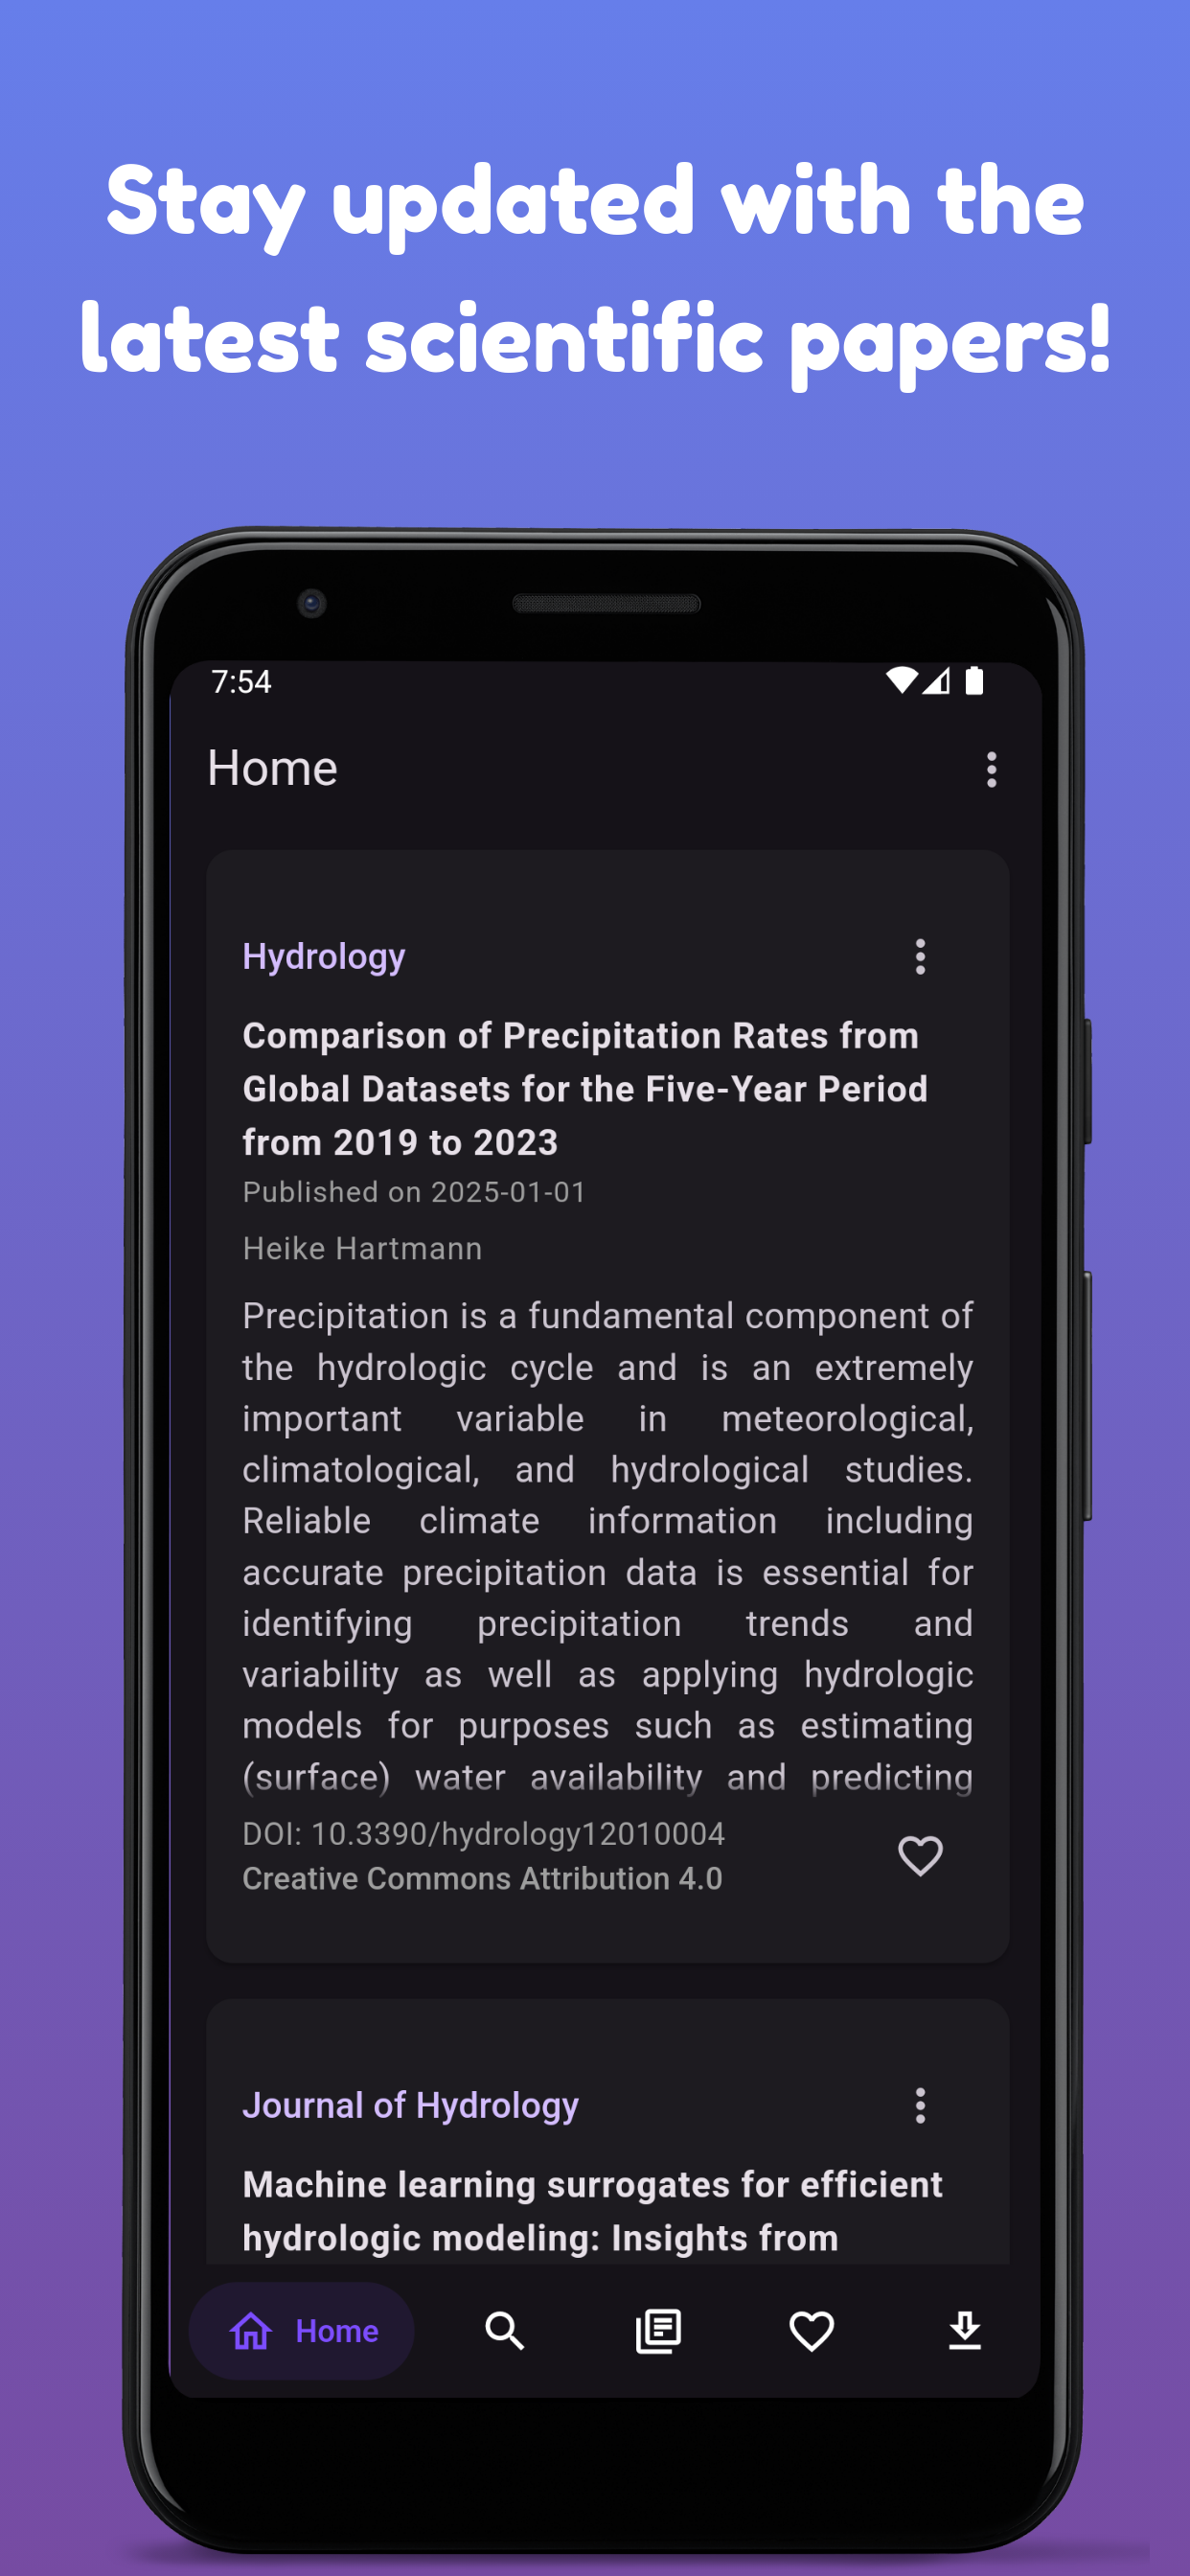 Stay updated with the
latest scientific papers!
7:54
Home
Hydrology
Comparison of Precipitation Rates from
Global Datasets for the Five-Year Period
from 2019 to 2023
Published on 2025-01-01
Heike Hartmann
Precipitation is a fundamental component of
the hydrologic cycle and is an extremely
important variable in meteorological,
climatological, and hydrological studies.
Reliable climate information including
accurate precipitation data is essential for
identifying precipitation trends and
variability as well as applying hydrologic
models for purposes such as estimating
(surface) water availability and predicting
DOI: 10.3390/hydrology12010004
Creative Commons Attribution 4.0
Journal of Hydrology
Machine learning surrogates for efficient
hydrologic modeling: Insights from
Home